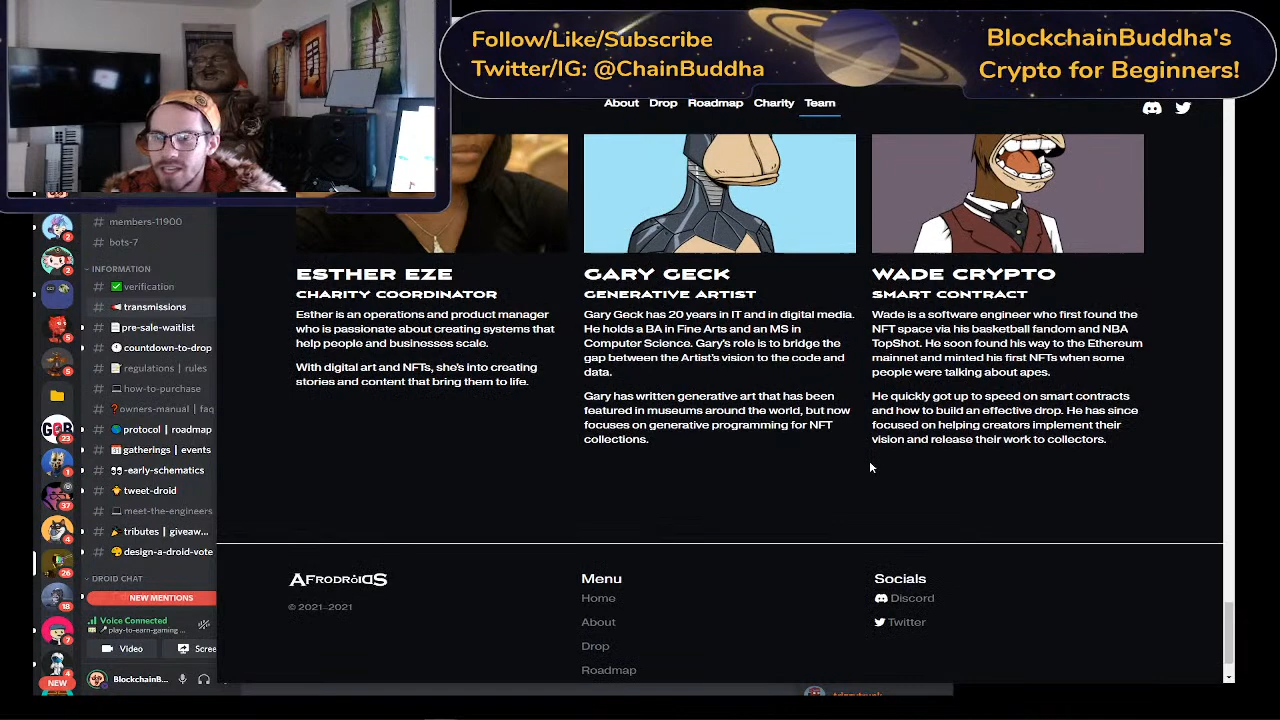 Follow/Like/Subscribe
Twitter/IG: @ChainBuddha
BlockchainBuddha's
Crypto for Beginners!
About Drop Roadmap Charity Team
members-11900
bots-7
INFORMATION
verification
transmissions
pre-sale-waitlist
countdown-to-drop
regulations | rules
how-to-purchase
owners-manual | faq
protocol | roadmap
gatherings | events
-early-schematics
tweet-droid
meet-the-engineers
tributes | giveaw...
design-a-droid-vote
DROID CHAT
NEW MENTIONS
Voice Connected
play-to-earn-gaming ...
Video Scree
BlockchainB...
NEW
ESTHER EZE
CHARITY COORDINATOR
Esther is an operations and product manager
who is passionate about creating systems that
help people and businesses scale.
With digital art and NFTs, she's into creating
stories and content that bring them to life.
GARY GECK
GENERATIVE ARTIST
Gary Geck has 20 years in IT and in digital media.
He holds a BA in Fine Arts and an MS in
Computer Science. Gary's role is to bridge the
gap between the Artist's vision to the code and
data.
Gary has written generative art that has been
featured in museums around the world, but now
focuses on generative programming for NFT
collections.
WADE CRYPTO
SMART CONTRACT
Wade is a software engineer who first found the
NFT space via his basketball fandom and NBA
TopShot. He soon found his way to the Ethereum
mainnet and minted his first NFTs when some
people were talking about apes.
He quickly got up to speed on smart contracts
and how to build an effective drop. He has since
focused on helping creators implement their
vision and release their work to collectors.
AFRODROIDS
© 2021–2021
Menu
Home
About
Drop
Roadmap
Socials
Discord
Twitter